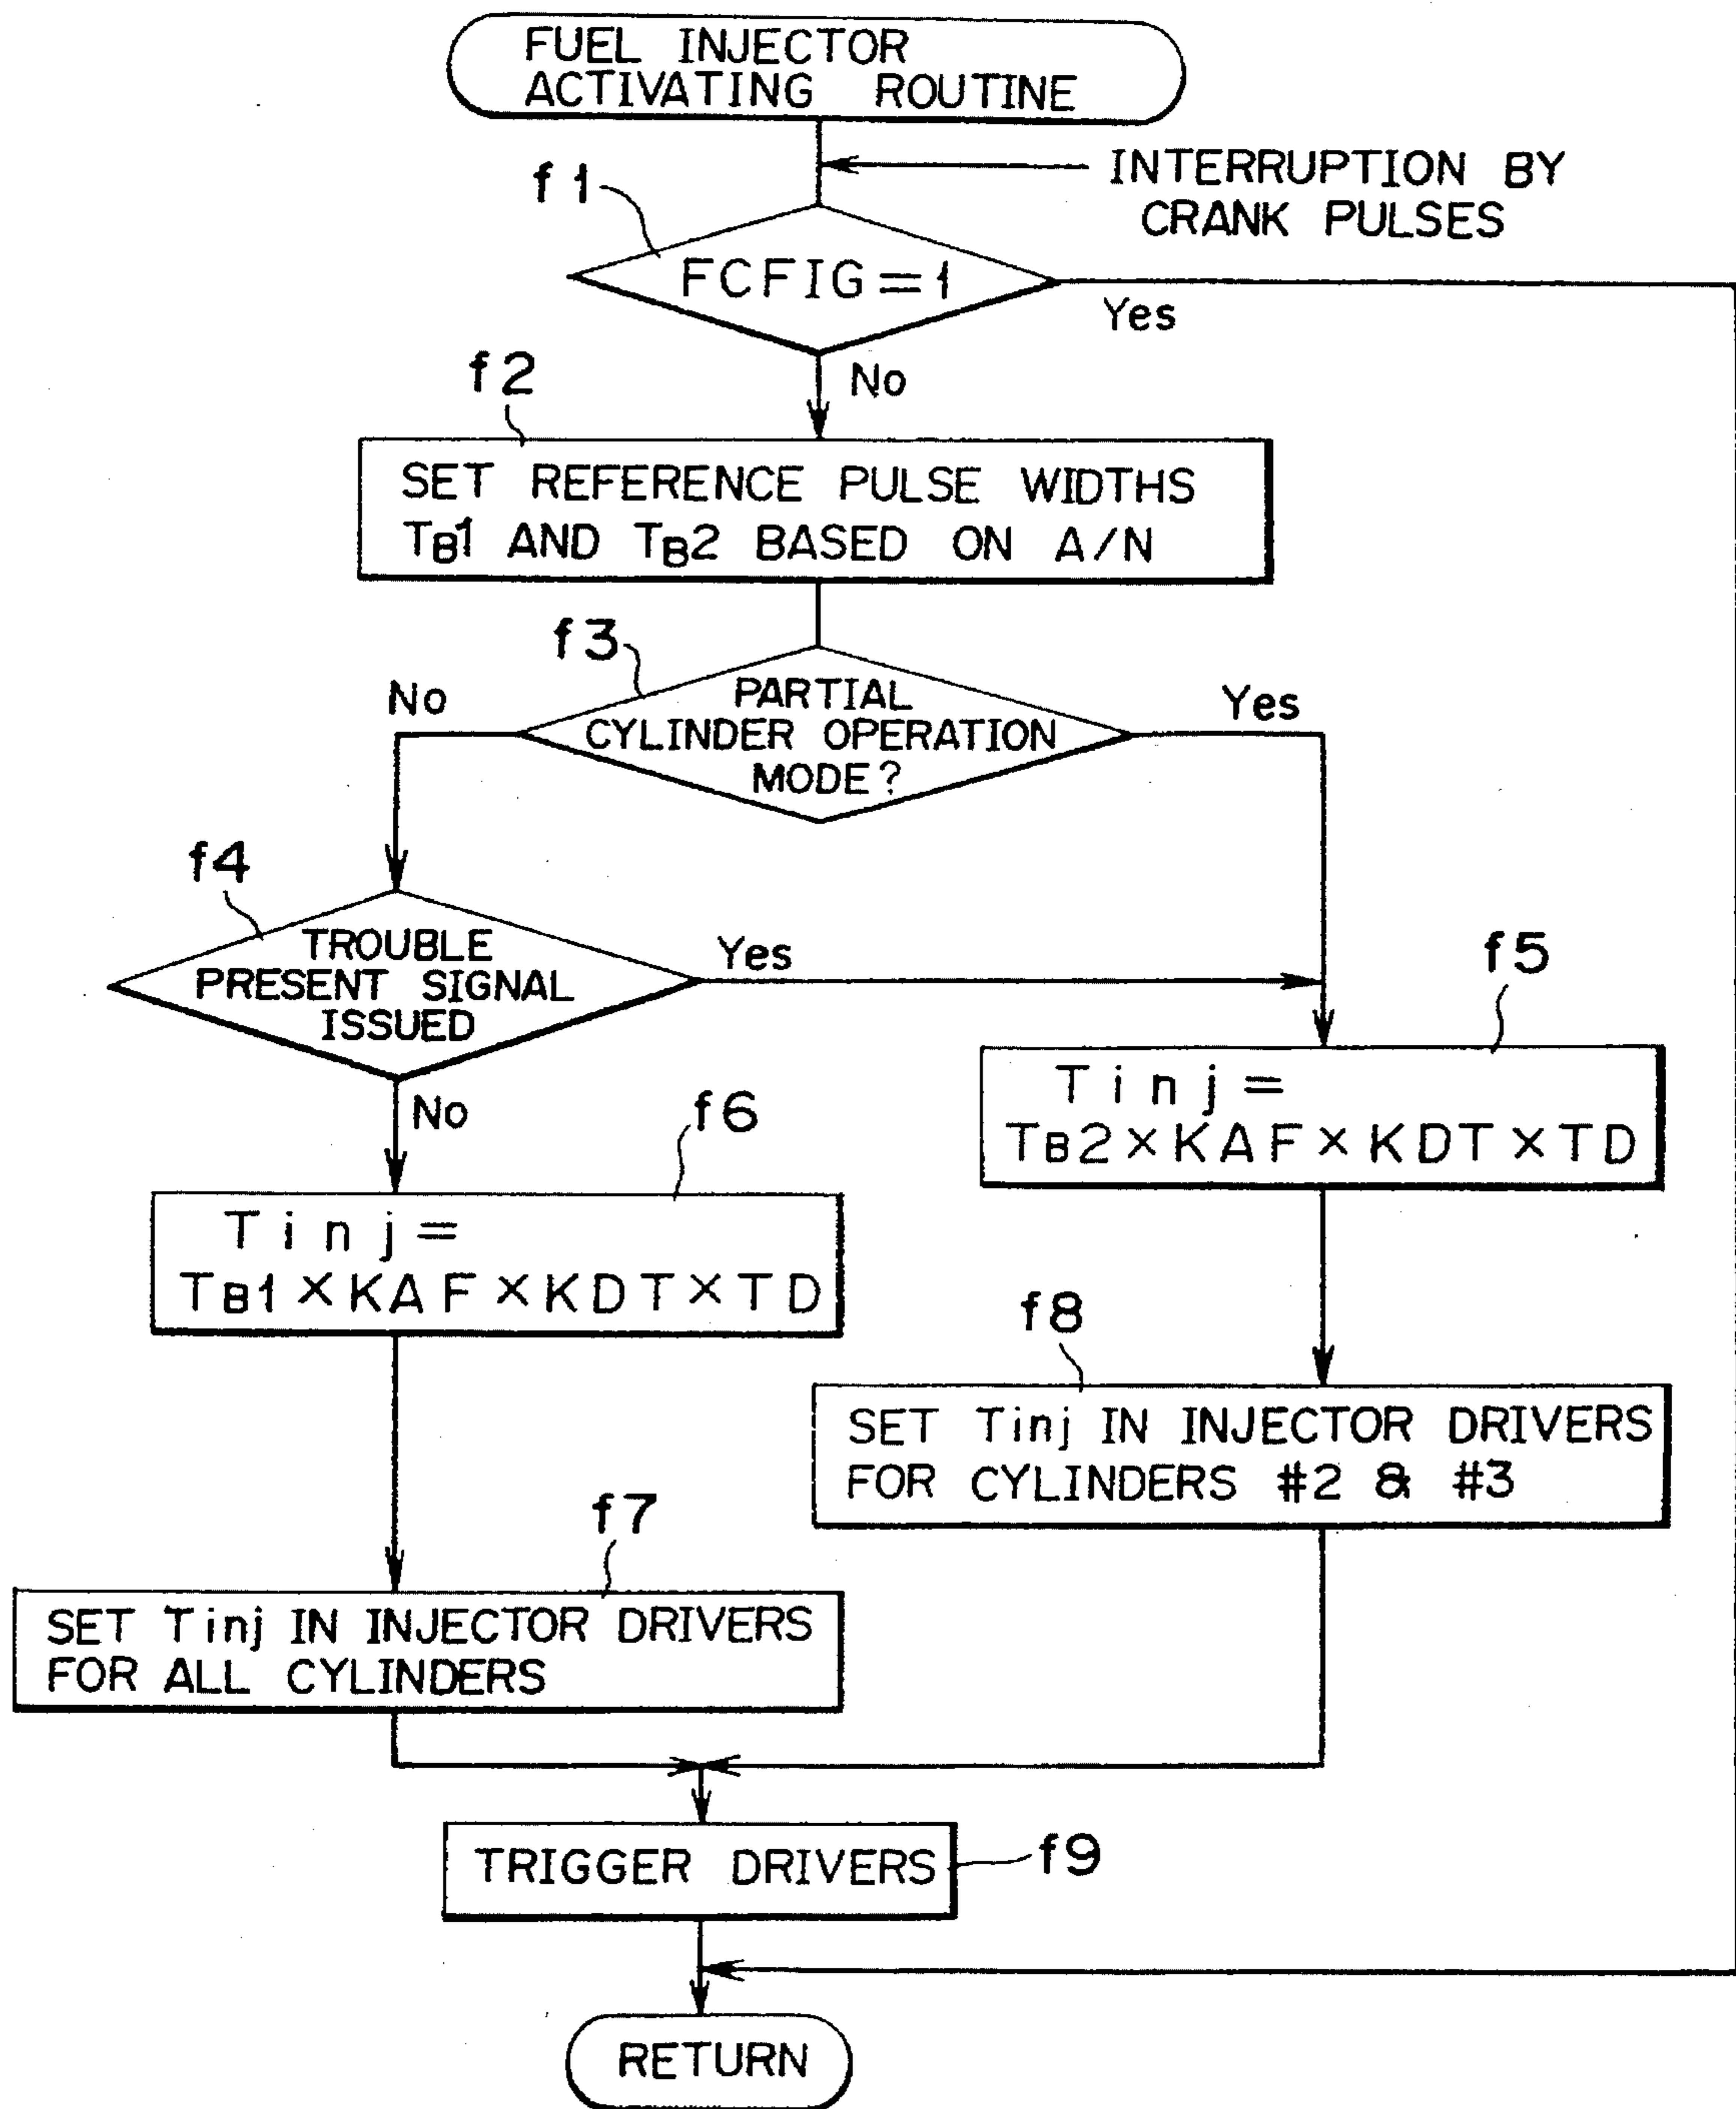 FUEL INJECTOR
ACTIVATING ROUTINE
INTERRUPTION BY
CRANK PULSES
f1
FCFIG=1
Yes
No
f2
SET REFERENCE PULSE WIDTHS
TB1 AND TB2 BASED ON A/N
f3
PARTIAL
CYLINDER OPERATION
MODE?
No
Yes
f4
TROUBLE
PRESENT SIGNAL
ISSUED
Yes
No
f5
Tinj=
TB2×KAF×KDT×TD
f6
Tinj=
TB1×KAF×KDT×TD
f8
SET Tinj IN INJECTOR DRIVERS
FOR CYLINDERS #2 & #3
f7
SET Tinj IN INJECTOR DRIVERS
FOR ALL CYLINDERS
TRIGGER DRIVERS
f9
RETURN